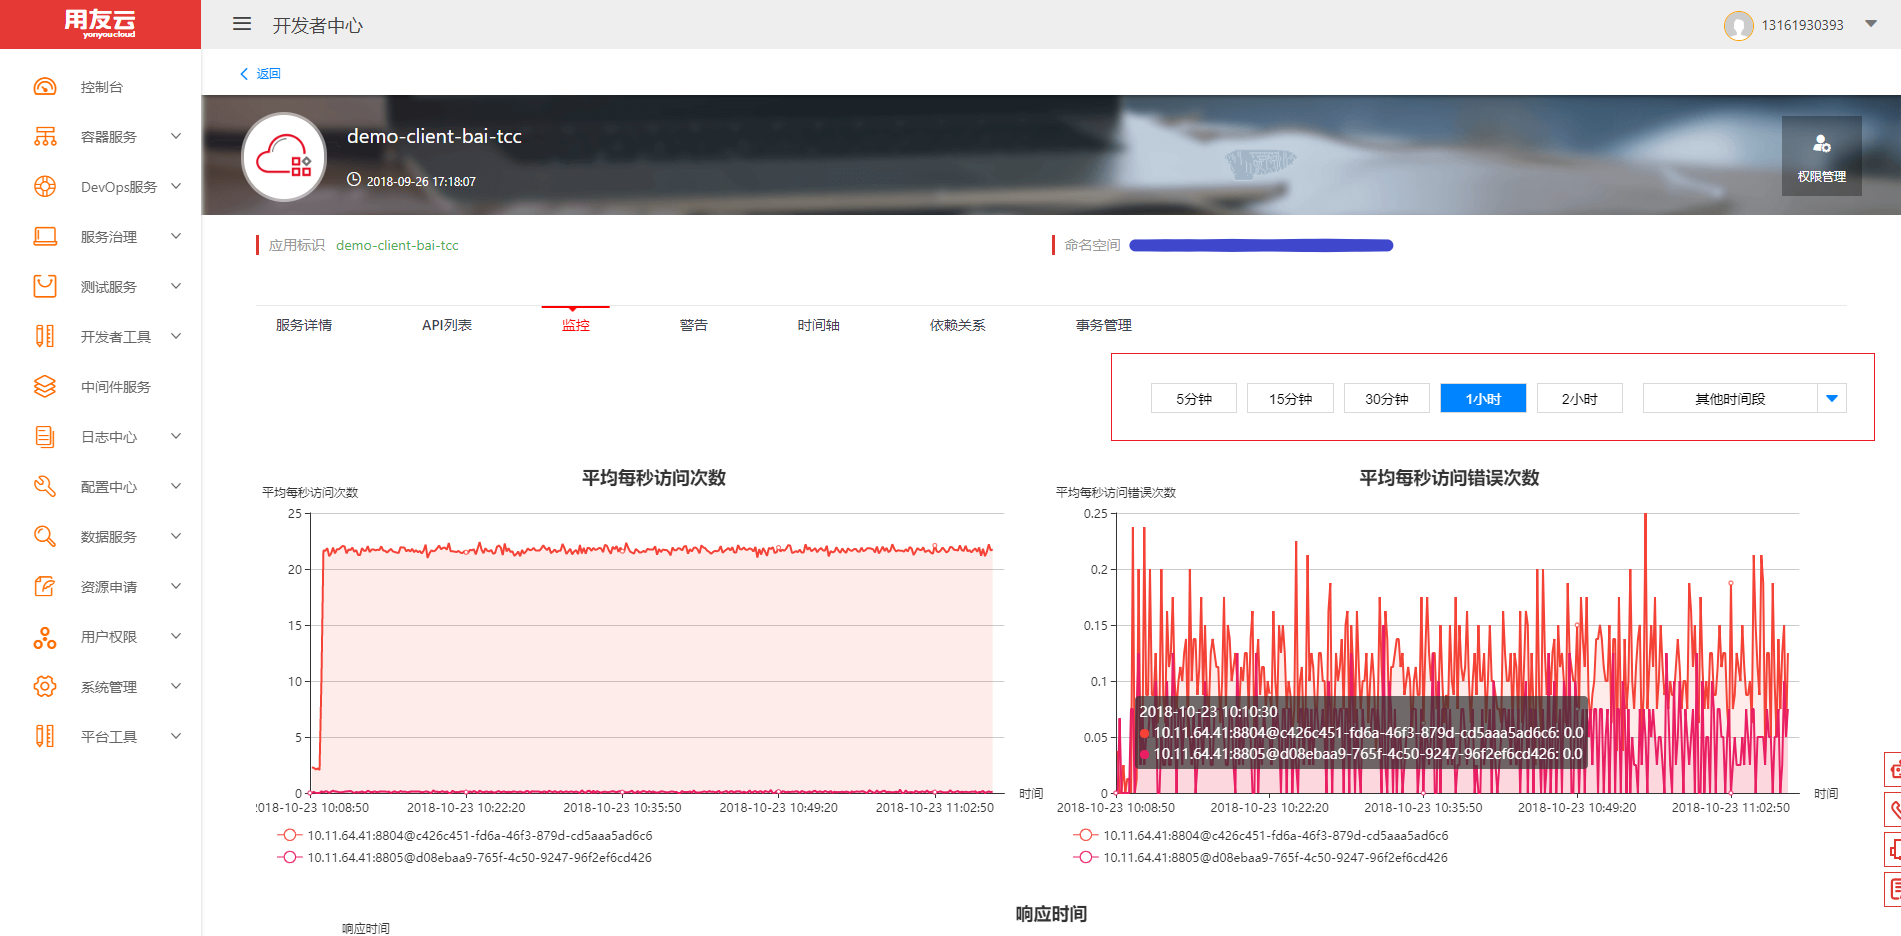 用友云
yonyoucloud
开发者中心
13161930393
控制台
容器服务
DevOps服务
服务治理
测试服务
开发者工具
中间件服务
日志中心
配置中心
数据服务
资源申请
用户权限
系统管理
平台工具
返回
demo-client-bai-tcc
2018-09-26 17:18:07
权限管理
应用标识 demo-client-bai-tcc
命名空间
服务详情 API列表 监控 警告 时间轴 依赖关系 事务管理
5分钟 15分钟 30分钟 1小时 2小时 其他时间段
平均每秒访问次数
平均每秒访问次数
25
20
15
10
5
0
2018-10-23 10:08:50 2018-10-23 10:22:20 2018-10-23 10:35:50 2018-10-23 10:49:20 2018-10-23 11:02:50 时间
10.11.64.41:8804@c426c451-fd6a-46f3-879d-cd5aaa5ad6c6
10.11.64.41:8805@d08ebaa9-765f-4c50-9247-96f2ef6cd426
平均每秒访问错误次数
平均每秒访问错误次数
0.25
0.2
0.15
0.1
0.05
0
2018-10-23 10:10:30
10.11.64.41:8804@c426c451-fd6a-46f3-879d-cd5aaa5ad6c6: 0.0
10.11.64.41:8805@d08ebaa9-765f-4c50-9247-96f2ef6cd426: 0.0
2018-10-23 10:08:50 2018-10-23 10:22:20 2018-10-23 10:35:50 2018-10-23 10:49:20 2018-10-23 11:02:50 时间
10.11.64.41:8804@c426c451-fd6a-46f3-879d-cd5aaa5ad6c6
10.11.64.41:8805@d08ebaa9-765f-4c50-9247-96f2ef6cd426
响应时间
响应时间